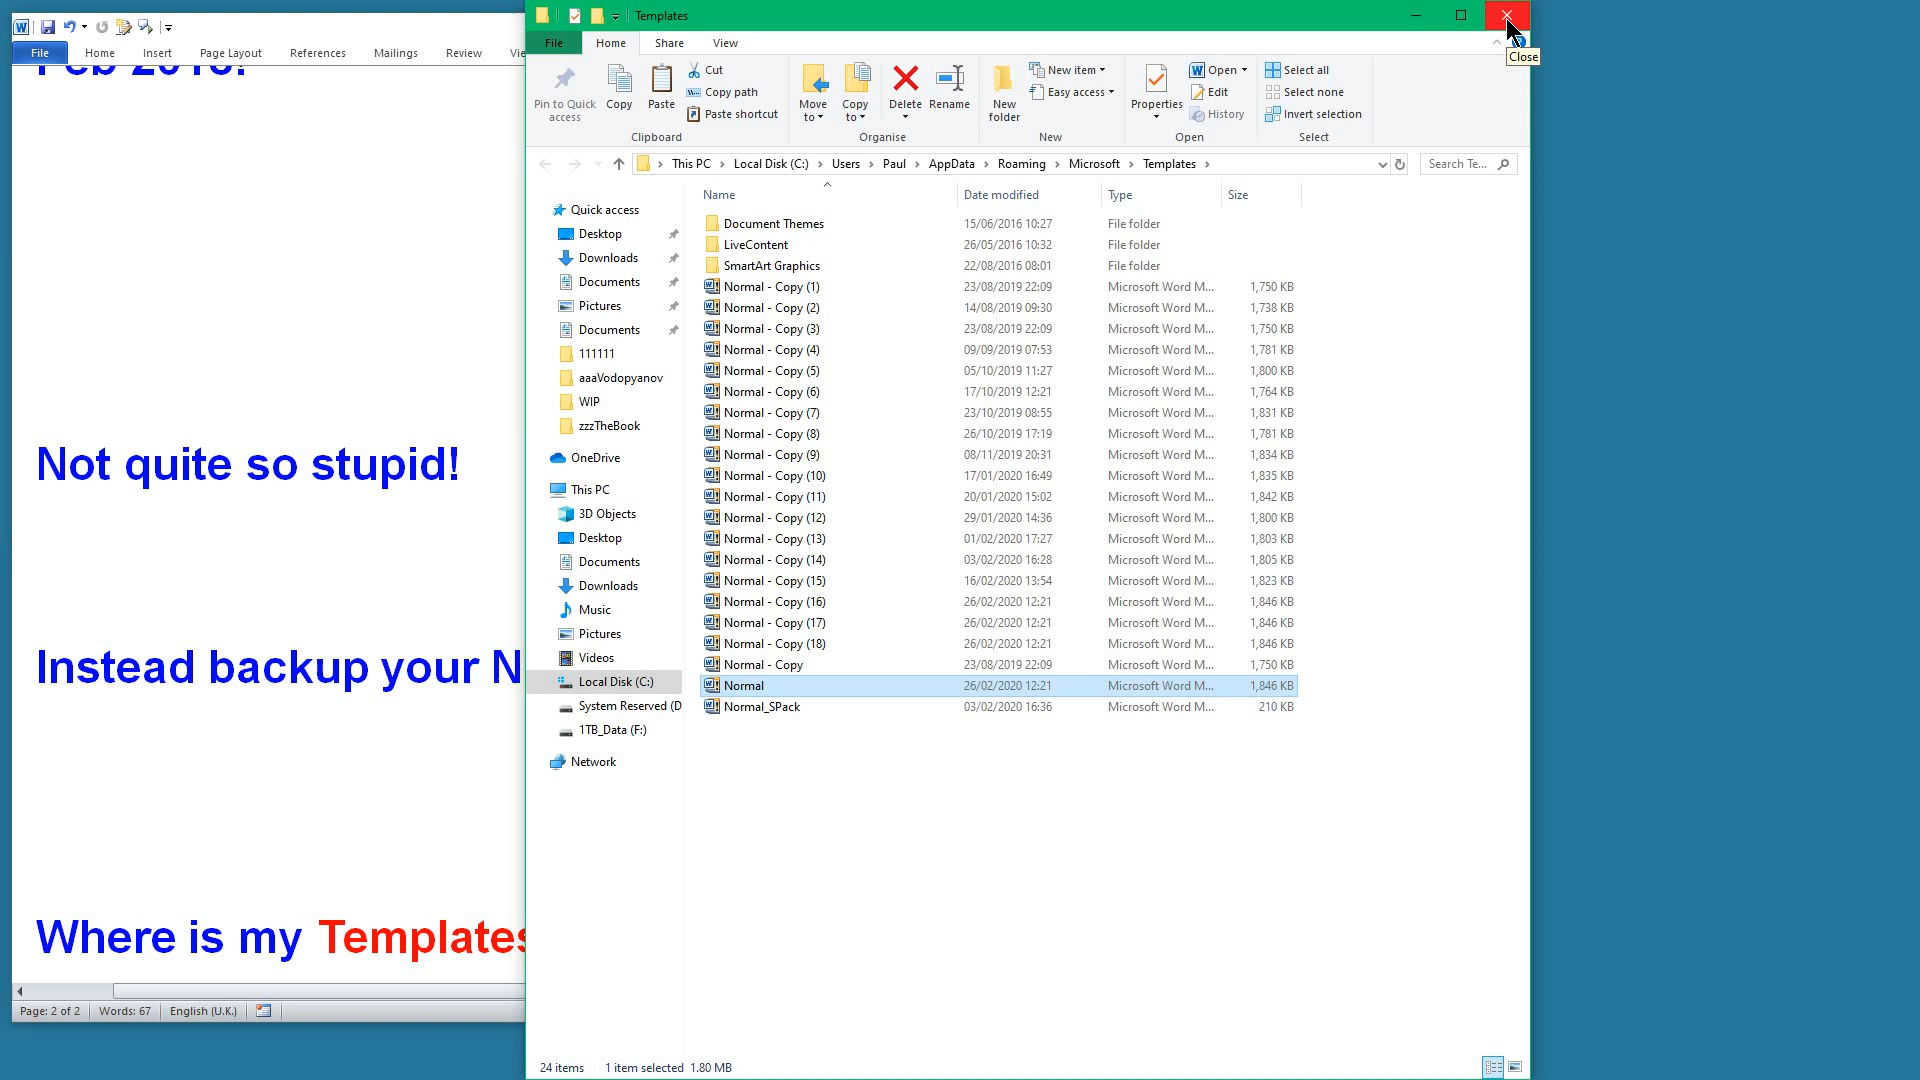 File
Home
Insert
Page Layout
References
Mailings
Review
Feb 2018!
Not quite so stupid!
Instead backup your N
Where is my Templates
Page: 2 of 2
Words: 67
English (U.K.)
Templates
Close
File
Home
Share
View
Pin to Quick access
Copy
Paste
Cut
Copy path
Paste shortcut
Clipboard
Move to
Copy to
Delete
Rename
Organise
New folder
New item
Easy access
New
Properties
Open
Edit
History
Open
Select all
Select none
Invert selection
Select
This PC > Local Disk (C:) > Users > Paul > AppData > Roaming > Microsoft > Templates >
Search Te...
Quick access
Desktop
Downloads
Documents
Pictures
Documents
111111
aaaVodopyanov
WIP
zzzTheBook
OneDrive
This PC
3D Objects
Desktop
Documents
Downloads
Music
Pictures
Videos
Local Disk (C:)
System Reserved (D
1TB_Data (F:)
Network
Name Date modified Type Size
Document Themes 15/06/2016 10:27 File folder
LiveContent 26/05/2016 10:32 File folder
SmartArt Graphics 22/08/2016 08:01 File folder
Normal - Copy (1) 23/08/2019 22:09 Microsoft Word M... 1,750 KB
Normal - Copy (2) 14/08/2019 09:30 Microsoft Word M... 1,738 KB
Normal - Copy (3) 23/08/2019 22:09 Microsoft Word M... 1,750 KB
Normal - Copy (4) 09/09/2019 07:53 Microsoft Word M... 1,781 KB
Normal - Copy (5) 05/10/2019 11:27 Microsoft Word M... 1,800 KB
Normal - Copy (6) 17/10/2019 12:21 Microsoft Word M... 1,764 KB
Normal - Copy (7) 23/10/2019 08:55 Microsoft Word M... 1,831 KB
Normal - Copy (8) 26/10/2019 17:19 Microsoft Word M... 1,781 KB
Normal - Copy (9) 08/11/2019 20:31 Microsoft Word M... 1,834 KB
Normal - Copy (10) 17/01/2020 16:49 Microsoft Word M... 1,835 KB
Normal - Copy (11) 20/01/2020 15:02 Microsoft Word M... 1,842 KB
Normal - Copy (12) 29/01/2020 14:36 Microsoft Word M... 1,800 KB
Normal - Copy (13) 01/02/2020 17:27 Microsoft Word M... 1,803 KB
Normal - Copy (14) 03/02/2020 16:28 Microsoft Word M... 1,805 KB
Normal - Copy (15) 16/02/2020 13:54 Microsoft Word M... 1,823 KB
Normal - Copy (16) 26/02/2020 12:21 Microsoft Word M... 1,846 KB
Normal - Copy (17) 26/02/2020 12:21 Microsoft Word M... 1,846 KB
Normal - Copy (18) 26/02/2020 12:21 Microsoft Word M... 1,846 KB
Normal - Copy 23/08/2019 22:09 Microsoft Word M... 1,750 KB
Normal 26/02/2020 12:21 Microsoft Word M... 1,846 KB
Normal_SPack 03/02/2020 16:36 Microsoft Word M... 210 KB
24 items
1 item selected 1.80 MB